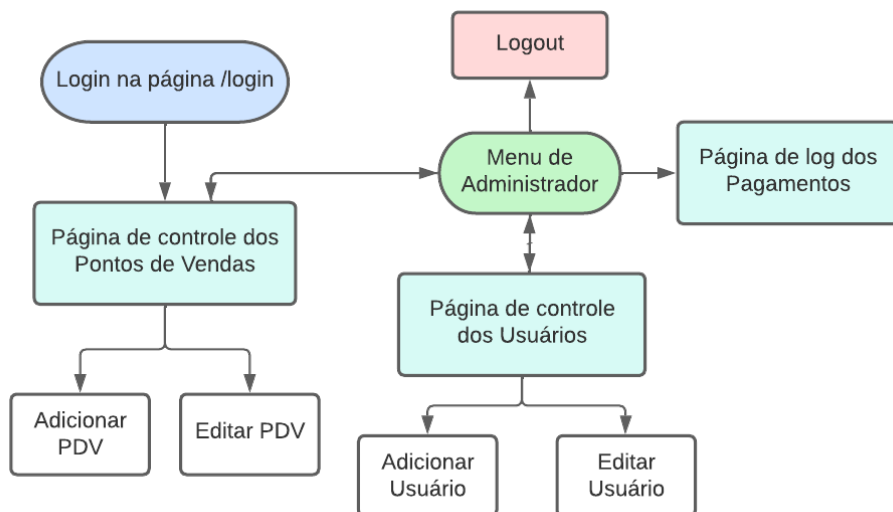 Logout
Login na página /login
Menu de
Administrador
Página de log dos
Pagamentos
Página de controle dos
Pontos de Vendas
Página de controle
dos Usuários
Adicionar
PDV
Editar PDV
Adicionar
Usuário
Editar
Usuário